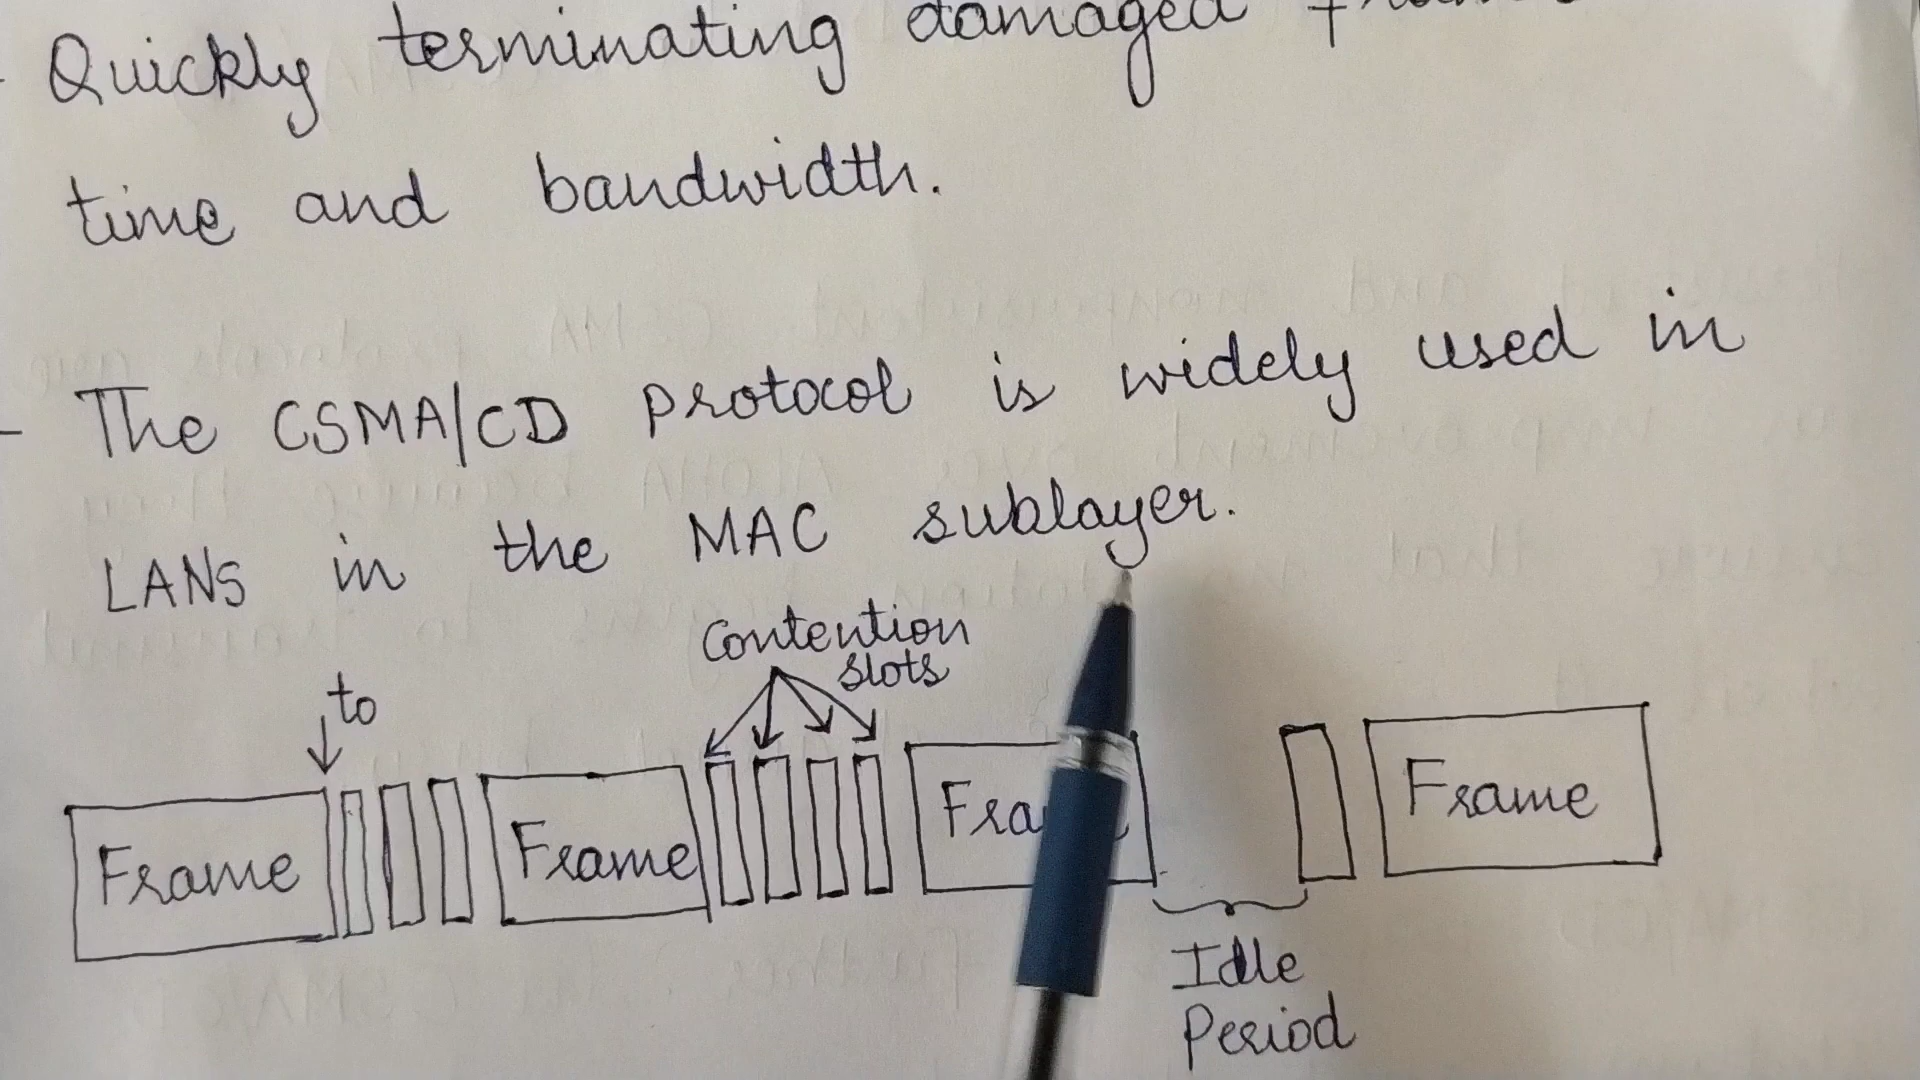 - Quickly terminating damaged
time and bandwidth.
- The CSMA/CD protocol is widely used in
LANs in the MAC sublayer.
Contention
slots
to
Frame Frame Frame
Idle
Period